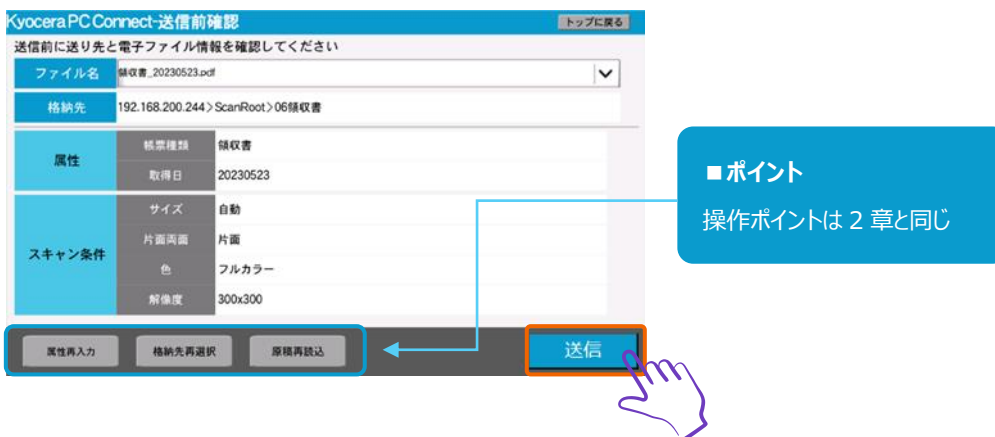 Kyocera PC Connect-送信前確認 トップに戻る
送信前に送り先と電子ファイル情報を確認してください
ファイル名 領収書_20230523.pdf
格納先 192.168.200.244>ScanRoot>06領収書
属性
帳票種類 領収書
取得日 20230523
スキャン条件
サイズ 自動
片面両面 片面
色 フルカラー
解像度 300x300
属性再入力 格納先再選択 原稿再読込 送信
■ポイント
操作ポイントは 2 章と同じ